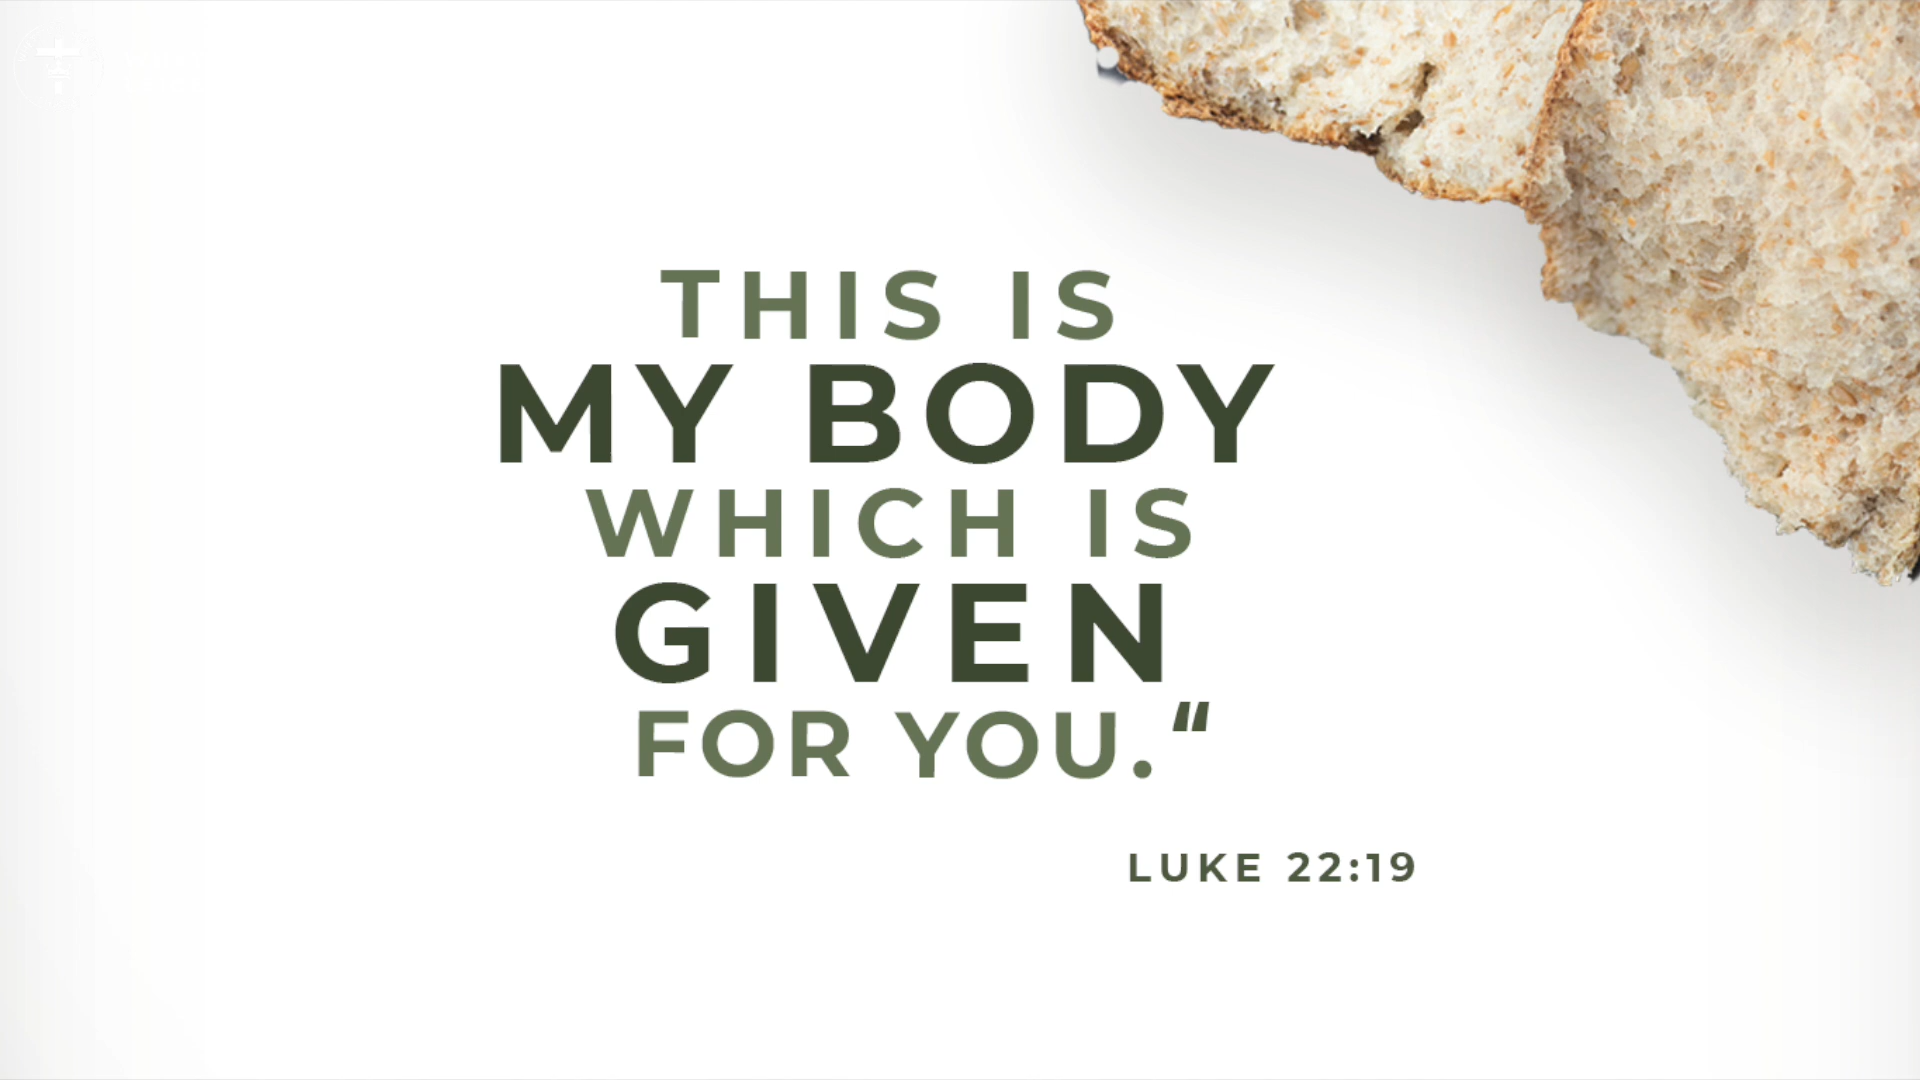 THIS IS
MY BODY
WHICH IS
GIVEN
FOR YOU.“
LUKE 22:19